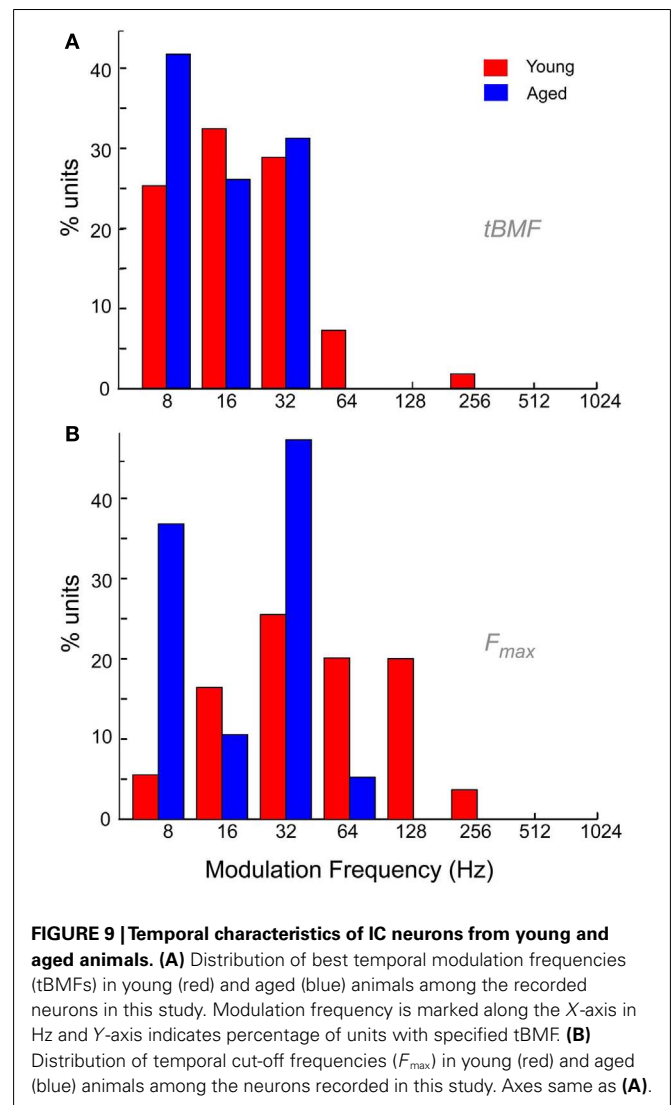 A
Young
Aged
% units
40
30
20
10
0
tBMF
8 16 32 64 128 256 512 1024
B
% units
40
30
20
10
0
Fmax
8 16 32 64 128 256 512 1024
Modulation Frequency (Hz)
FIGURE 9 | Temporal characteristics of IC neurons from young and
aged animals. (A) Distribution of best temporal modulation frequencies
(tBMFs) in young (red) and aged (blue) animals among the recorded
neurons in this study. Modulation frequency is marked along the X-axis in
Hz and Y-axis indicates percentage of units with specified tBMF. (B)
Distribution of temporal cut-off frequencies (Fmax) in young (red) and aged
(blue) animals among the neurons recorded in this study. Axes same as (A).